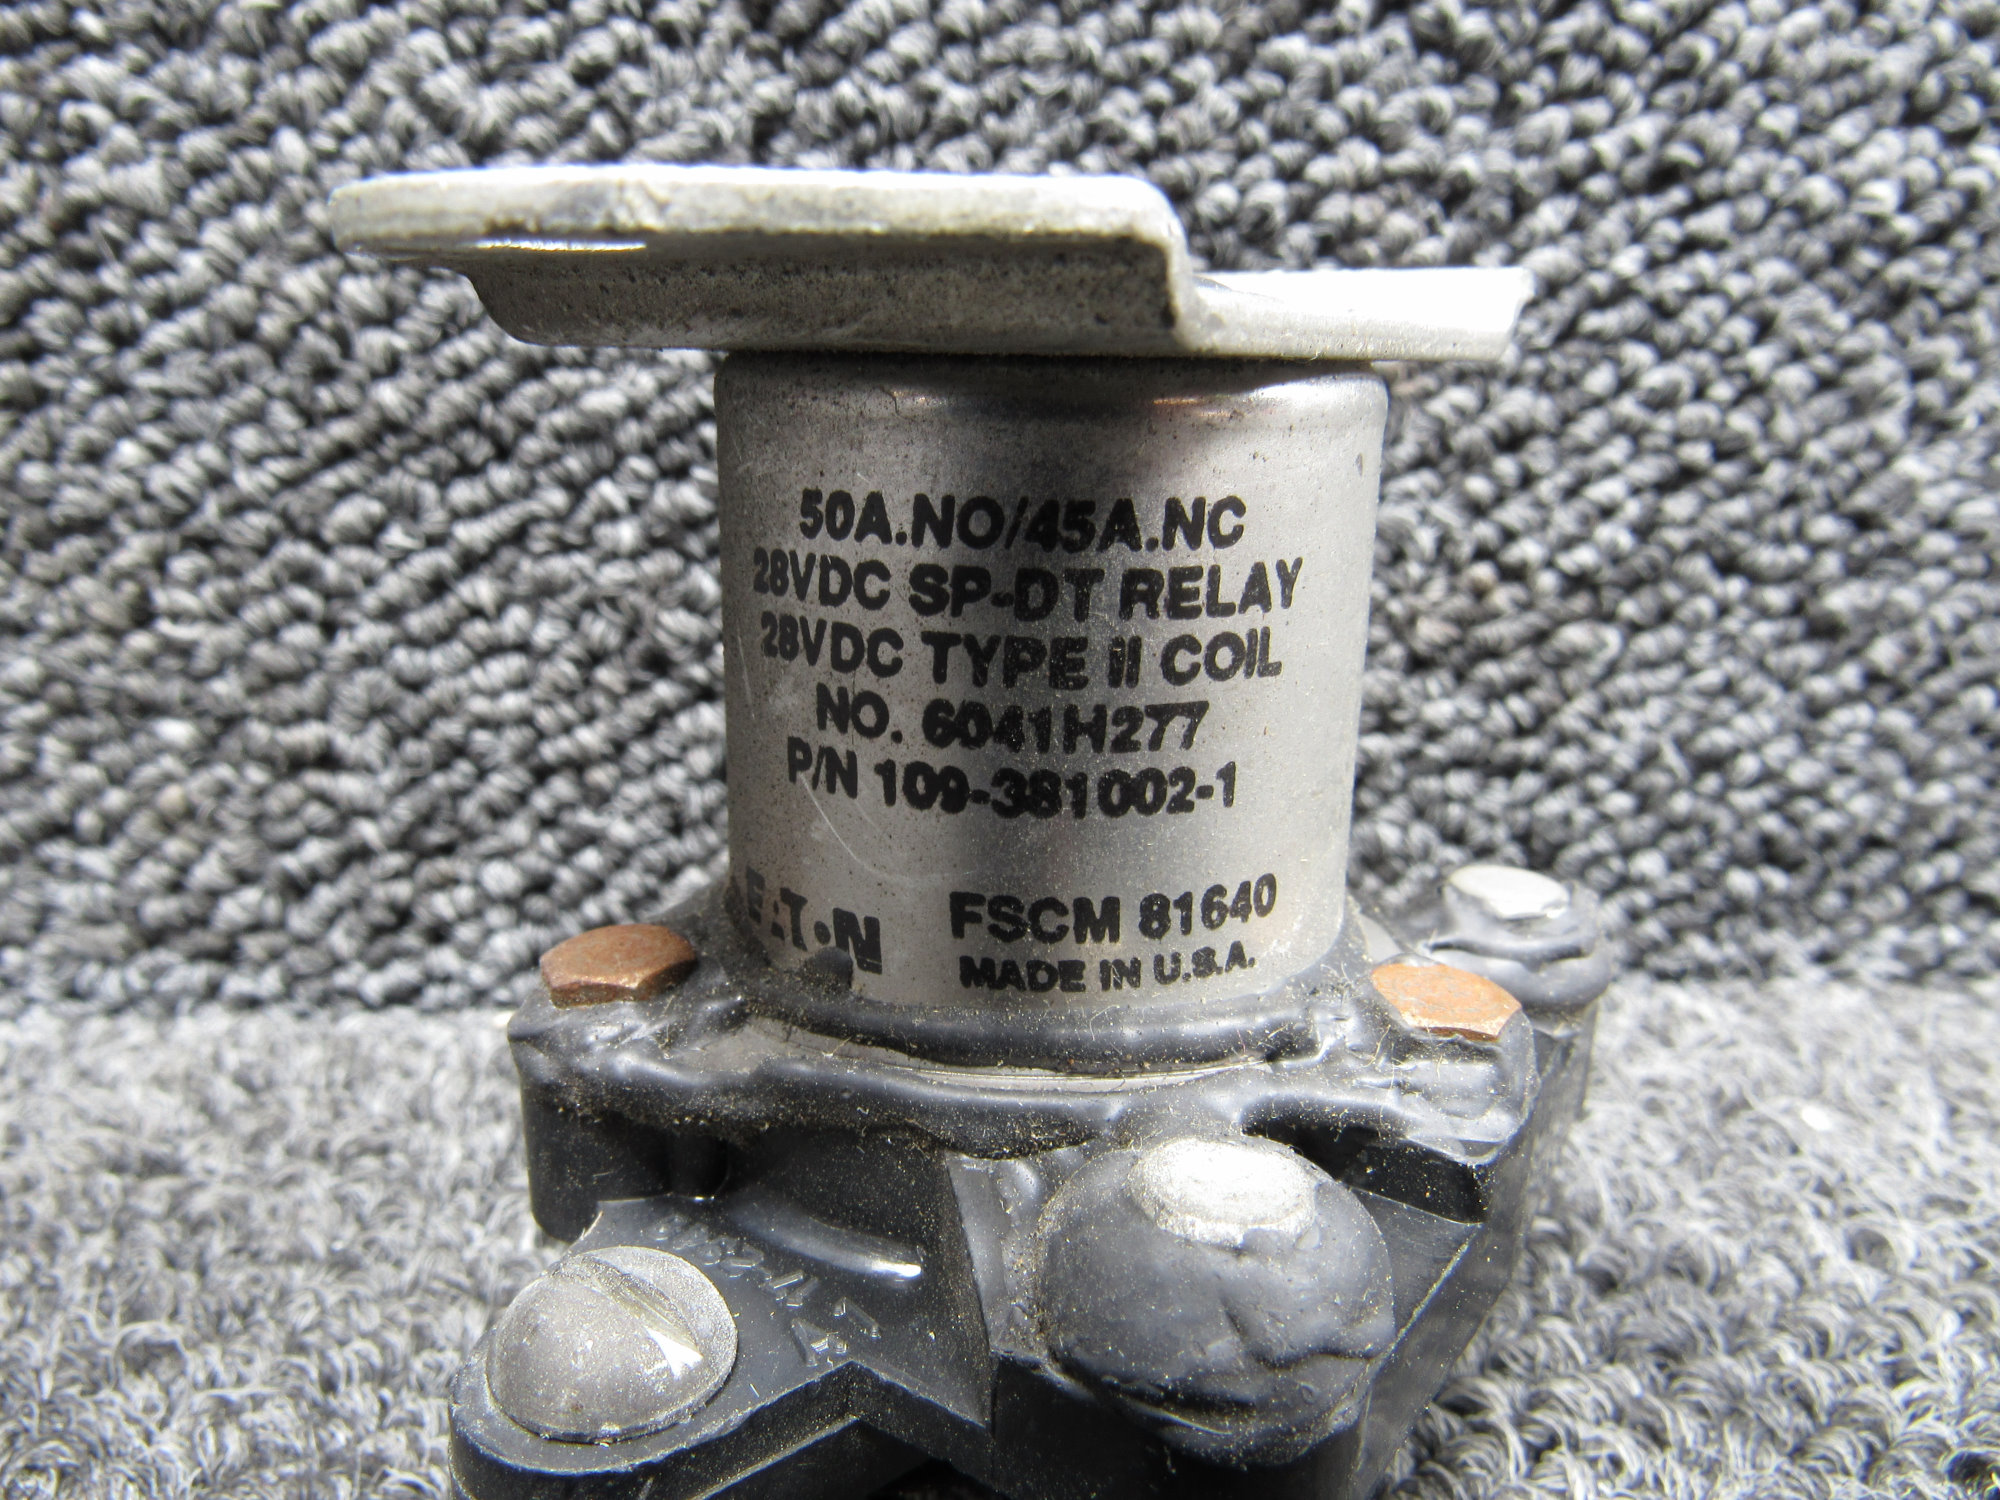 50A.NO/45A.NC
28VDC SP-DT RELAY
28VDC TYPE II COIL
NO. 6041H277
P/N 109-381002-1
EATON
FSCM 81640
MADE IN U.S.A.